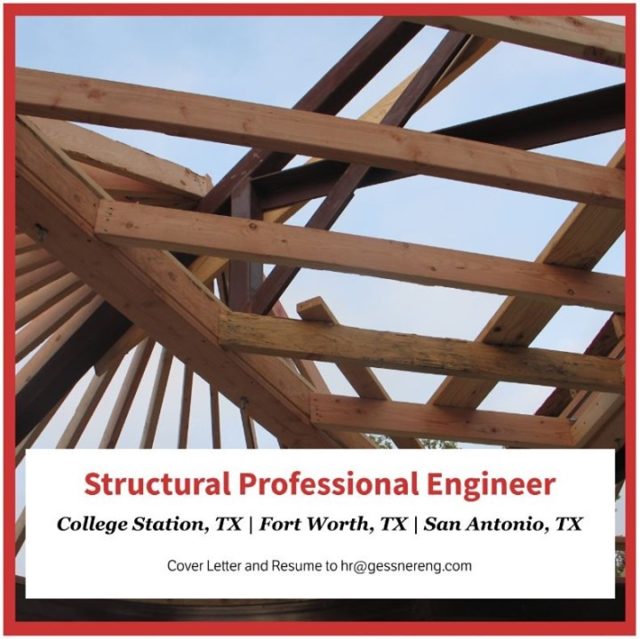 Structural Professional Engineer
College Station, TX | Fort Worth, TX | San Antonio, TX
Cover Letter and Resume to hr@gessnereng.com